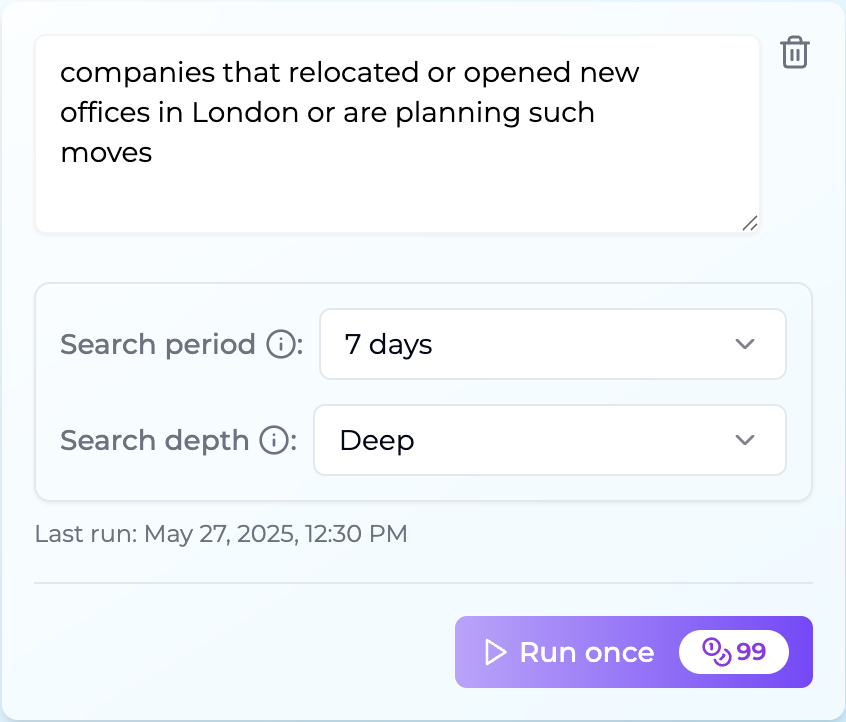 companies that relocated or opened new
offices in London or are planning such
moves
Search period ⓘ:
7 days
Search depth ⓘ:
Deep
Last run: May 27, 2025, 12:30 PM
Run once 99